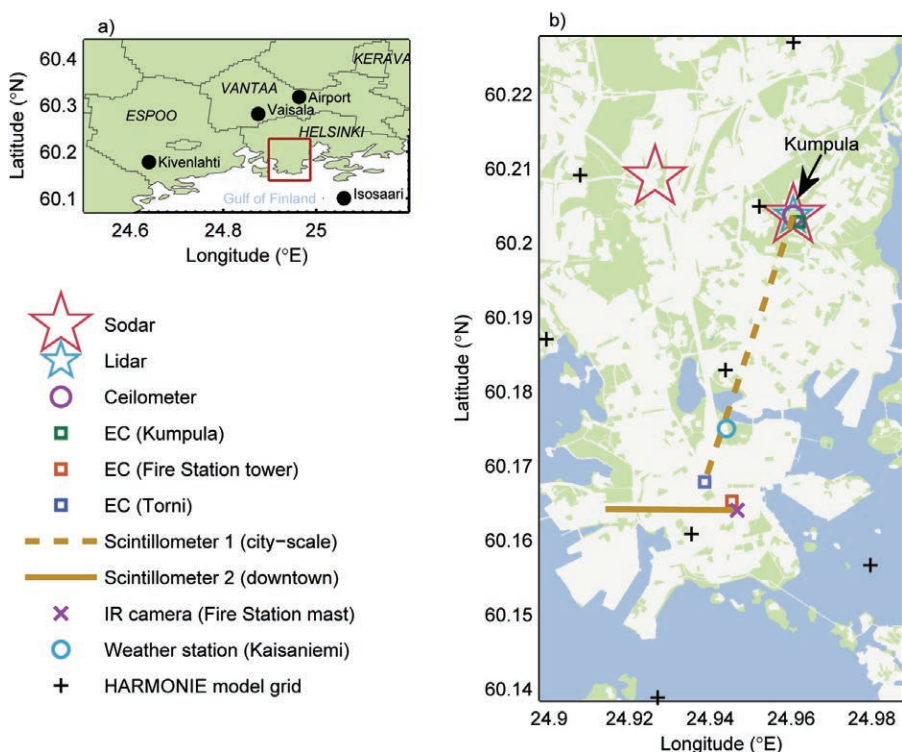 a)
Latitude (°N)
60.4
60.3
60.2
60.1
KERAVA
VANTAA
Airport
Vaisala
ESPOO
HELSINKI
Kivenlahti
Gulf of Finland
Isosaari
24.6
24.8
25
Longitude (°E)
Sodar
Lidar
Ceilometer
EC (Kumpula)
EC (Fire Station tower)
EC (Torni)
Scintillometer 1 (city−scale)
Scintillometer 2 (downtown)
IR camera (Fire Station mast)
Weather station (Kaisaniemi)
HARMONIE model grid
b)
Latitude (°N)
60.22
60.21
60.2
60.19
60.18
60.17
60.16
60.15
60.14
Kumpula
24.9
24.92
24.94
24.96
24.98
Longitude (°E)